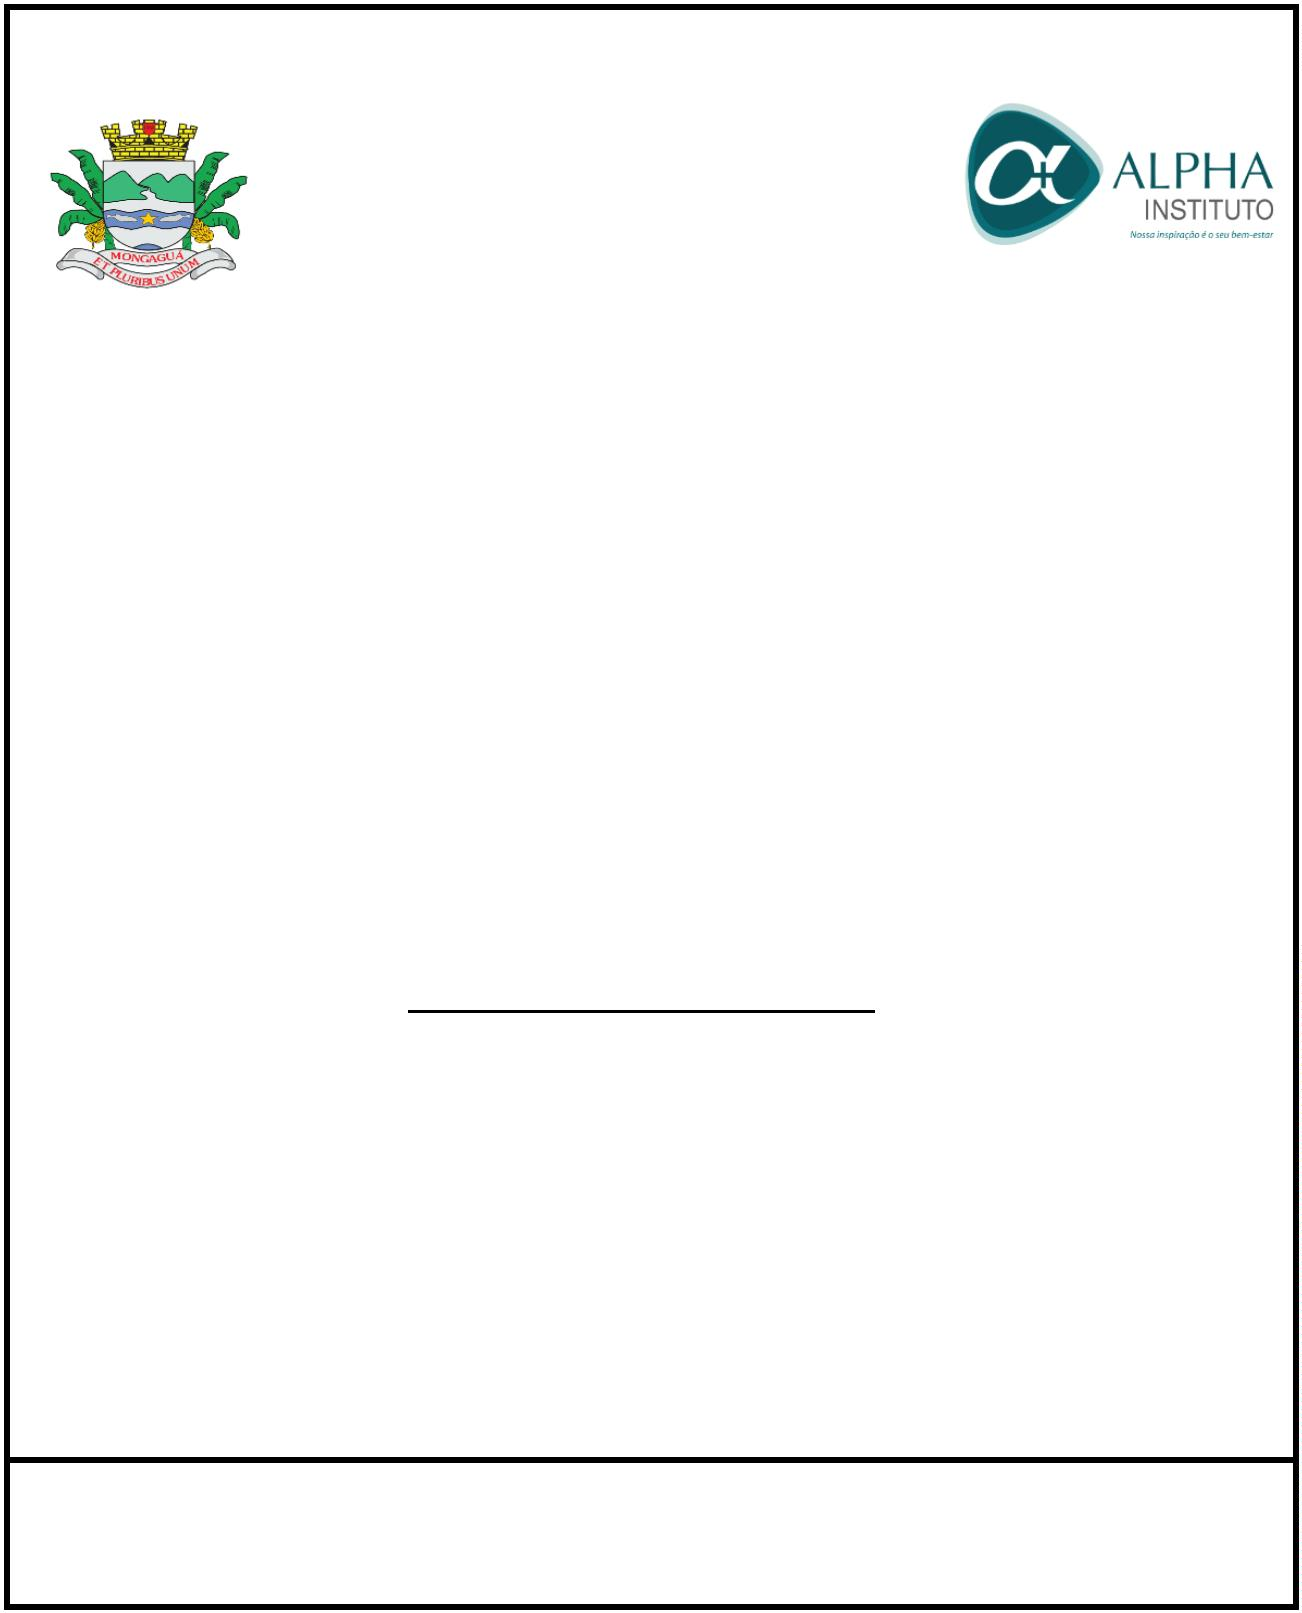 MONGAGUÁ
ET PLURIBUS UNUM
ALPHA
INSTITUTO
Nossa inspiração é o seu bem-estar